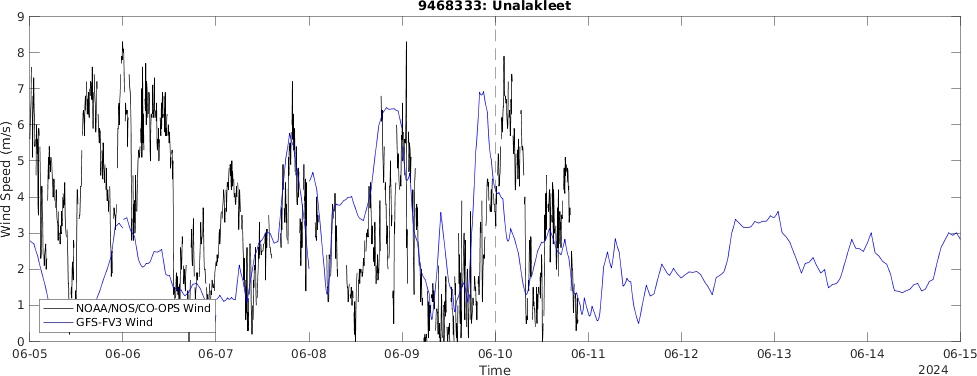 9468333: Unalakleet
Wind Speed (m/s)
9
8
7
6
5
4
3
2
1
0
NOAA/NOS/CO-OPS Wind
GFS-FV3 Wind
06-05 06-06 06-07 06-08 06-09 06-10 06-11 06-12 06-13 06-14 06-15
Time
2024